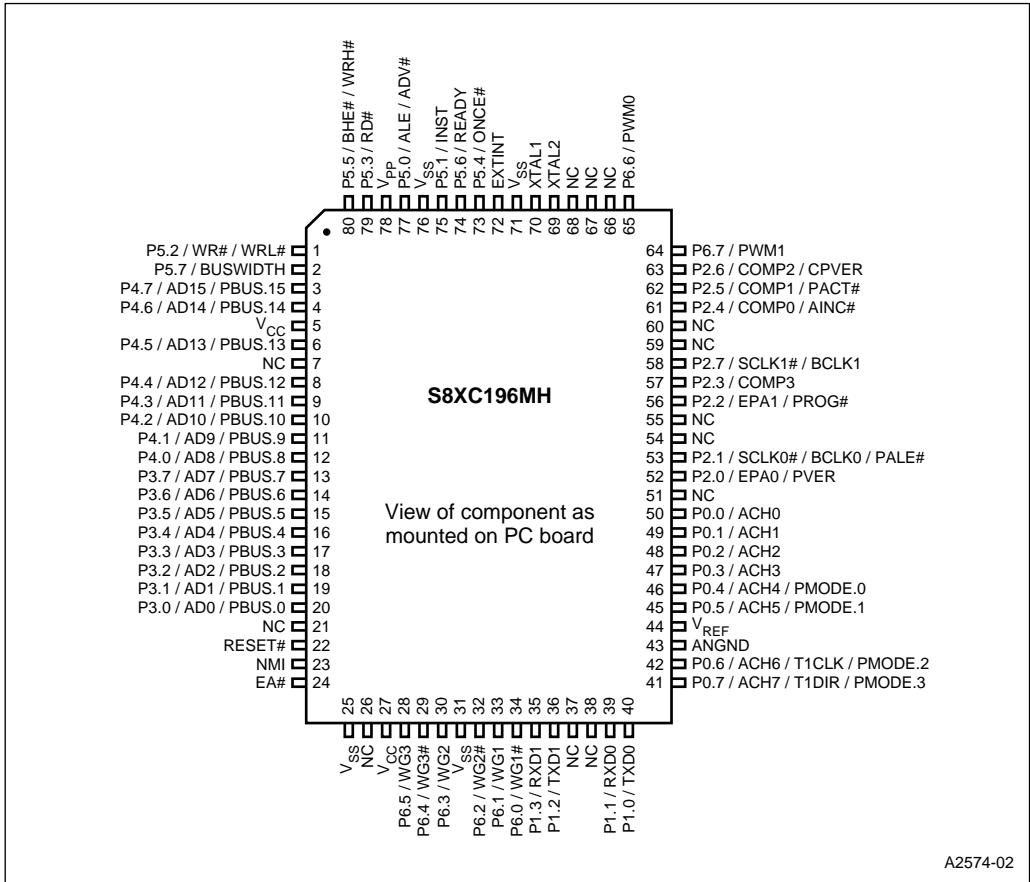 P5.5 / BHE# / WRH#
P5.3 / RD#
VPP
P5.0 / ALE / ADV#
VSS
P5.1 / INST
P5.6 / READY
P5.4 / ONCE#
EXTINT
VSS
XTAL1
XTAL2
NC
NC
NC
P6.6 / PWM0
80 79 78 77 76 75 74 73 72 71 70 69 68 67 66 65
P5.2 / WR# / WRL# 1
P5.7 / BUSWIDTH 2
P4.7 / AD15 / PBUS.15 3
P4.6 / AD14 / PBUS.14 4
VCC 5
P4.5 / AD13 / PBUS.13 6
NC 7
P4.4 / AD12 / PBUS.12 8
P4.3 / AD11 / PBUS.11 9
P4.2 / AD10 / PBUS.10 10
P4.1 / AD9 / PBUS.9 11
P4.0 / AD8 / PBUS.8 12
P3.7 / AD7 / PBUS.7 13
P3.6 / AD6 / PBUS.6 14
P3.5 / AD5 / PBUS.5 15
P3.4 / AD4 / PBUS.4 16
P3.3 / AD3 / PBUS.3 17
P3.2 / AD2 / PBUS.2 18
P3.1 / AD1 / PBUS.1 19
P3.0 / AD0 / PBUS.0 20
NC 21
RESET# 22
NMI 23
EA# 24
S8XC196MH
View of component as
mounted on PC board
64 P6.7 / PWM1
63 P2.6 / COMP2 / CPVER
62 P2.5 / COMP1 / PACT#
61 P2.4 / COMP0 / AINC#
60 NC
59 NC
58 P2.7 / SCLK1# / BCLK1
57 P2.3 / COMP3
56 P2.2 / EPA1 / PROG#
55 NC
54 NC
53 P2.1 / SCLK0# / BCLK0 / PALE#
52 P2.0 / EPA0 / PVER
51 NC
50 P0.0 / ACH0
49 P0.1 / ACH1
48 P0.2 / ACH2
47 P0.3 / ACH3
46 P0.4 / ACH4 / PMODE.0
45 P0.5 / ACH5 / PMODE.1
44 VREF
43 ANGND
42 P0.6 / ACH6 / T1CLK / PMODE.2
41 P0.7 / ACH7 / T1DIR / PMODE.3
25 26 27 28 29 30 31 32 33 34 35 36 37 38 39 40
VSS
NC
VCC
P6.5 / WG3
P6.4 / WG3#
P6.3 / WG2
VSS
P6.2 / WG2#
P6.1 / WG1
P6.0 / WG1#
P1.3 / RXD1
P1.2 / TXD1
NC
NC
P1.1 / RXD0
P1.0 / TXD0
A2574-02